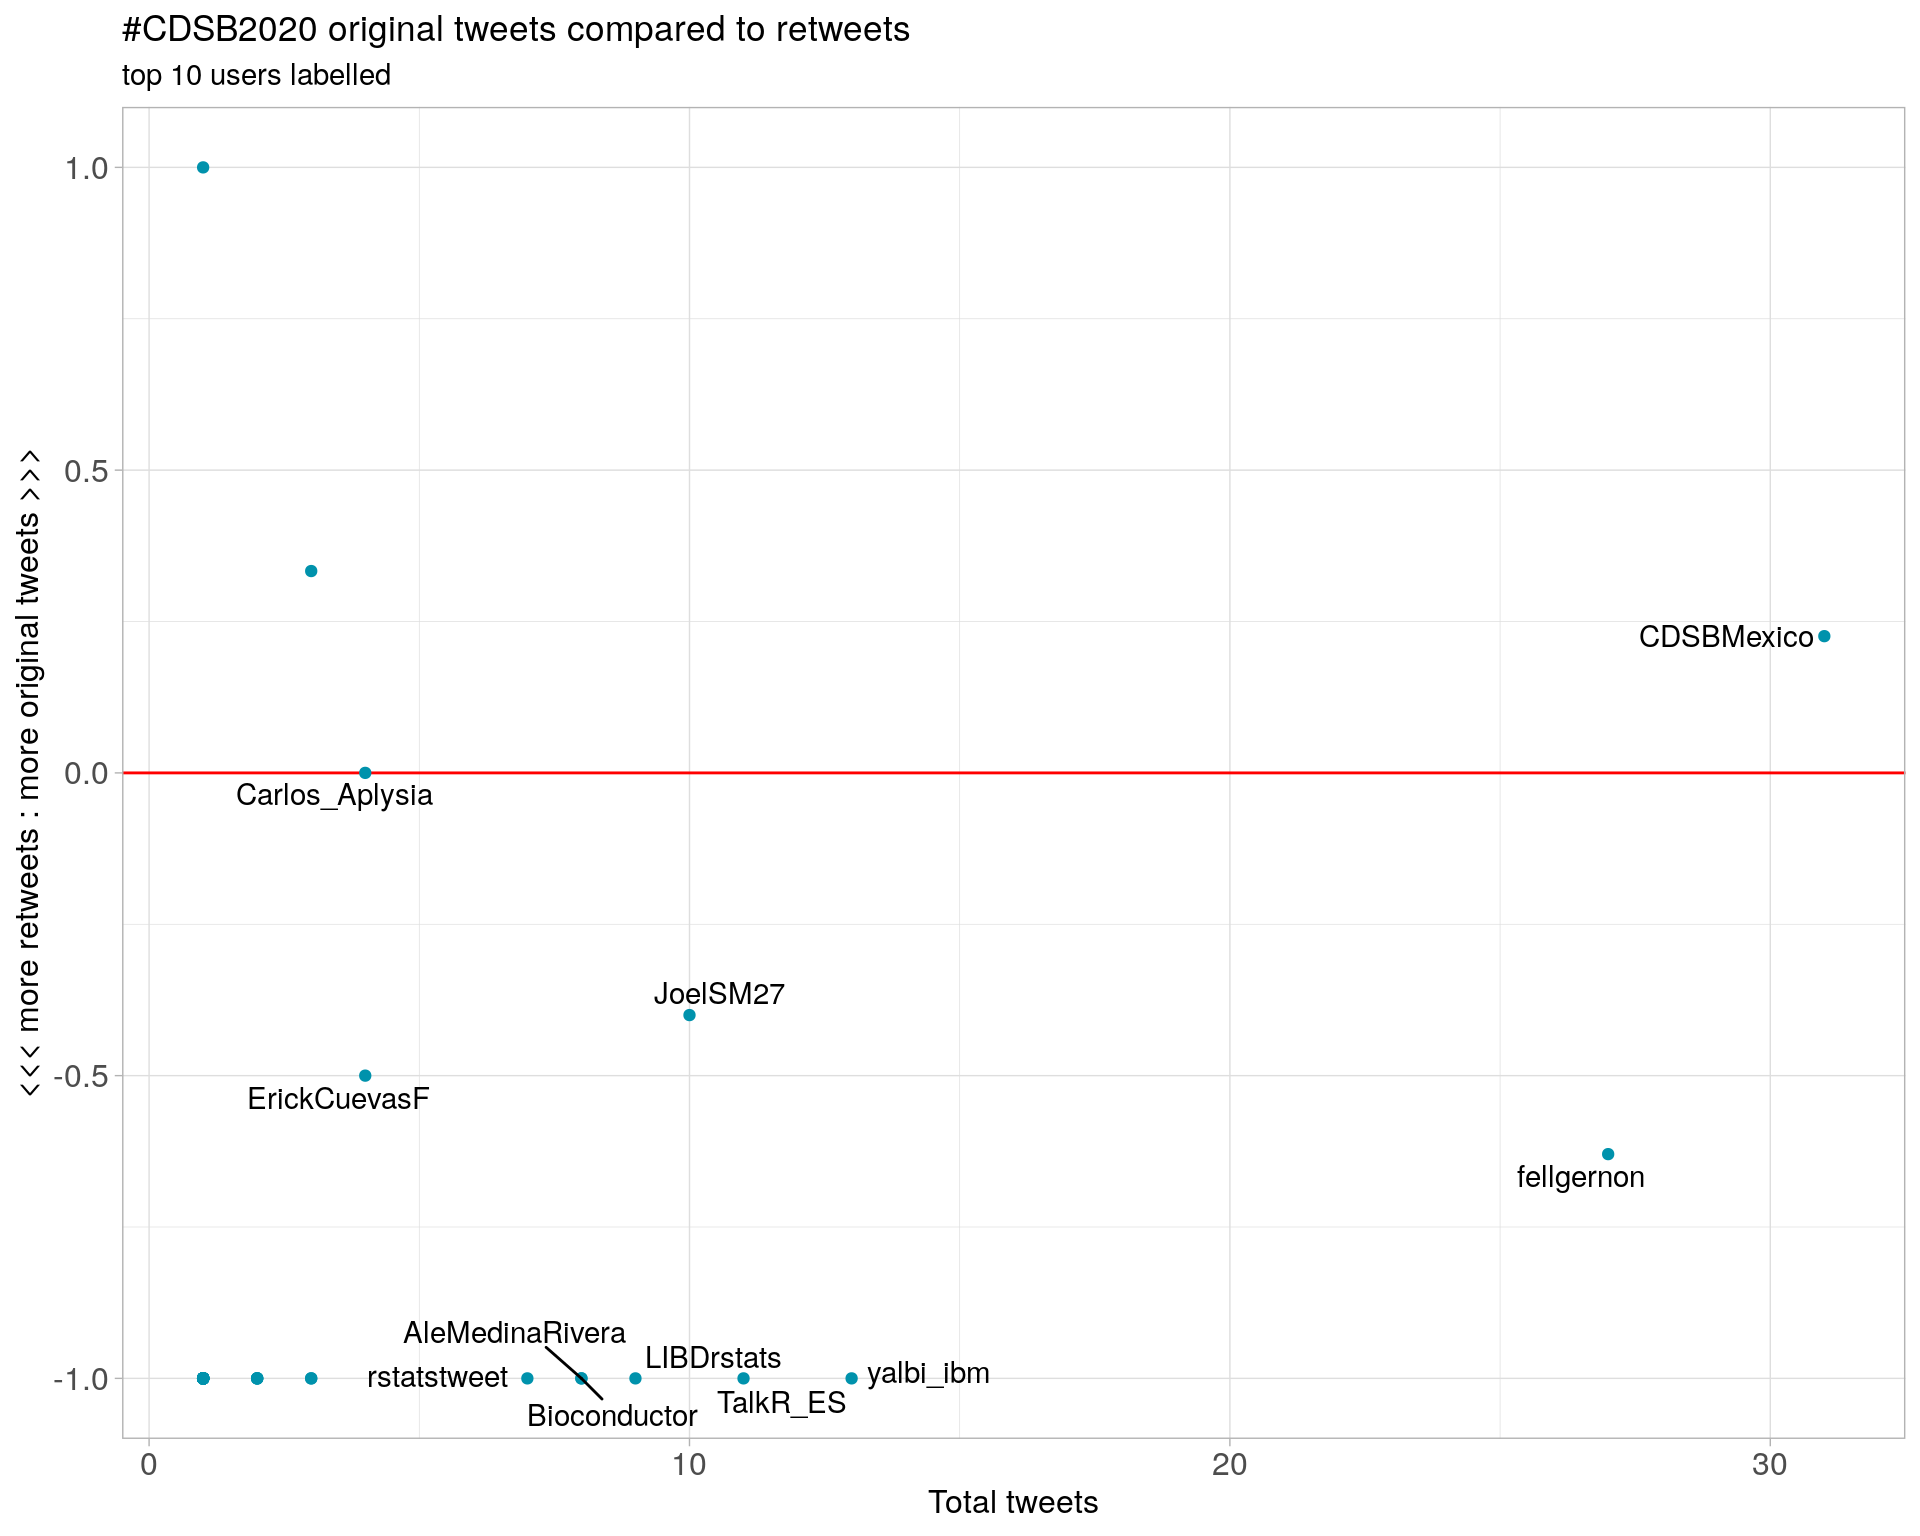 #CDSB2020 original tweets compared to retweets
top 10 users labelled
<<< more retweets : more original tweets >>>
1.0
0.5
0.0
-0.5
-1.0
CDSBMexico
Carlos_Aplysia
JoelSM27
ErickCuevasF
fellgernon
AleMedinaRivera
LIBDrstats
rstatstweet
yalbi_ibm
TalkR_ES
Bioconductor
0 10 20 30
Total tweets